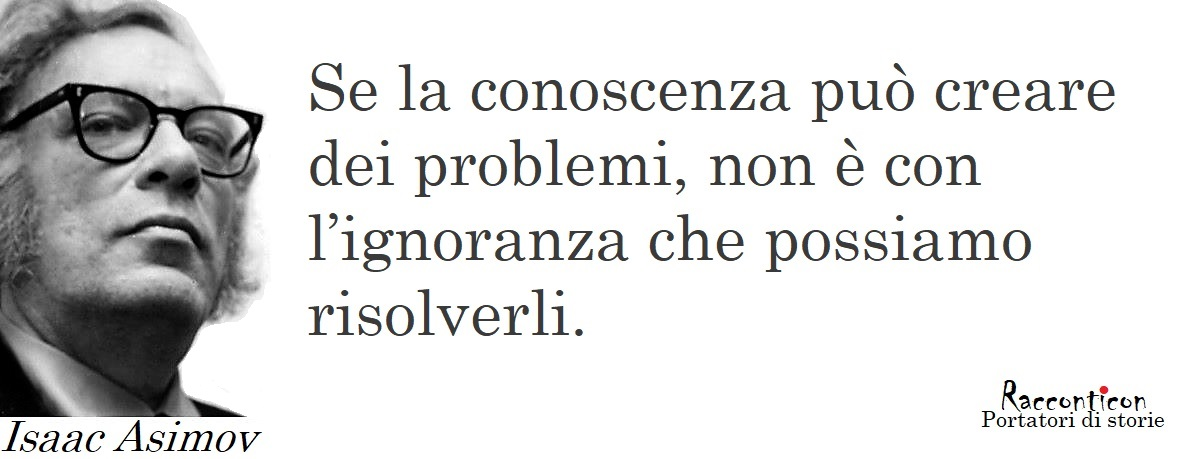 Se la conoscenza può creare
dei problemi, non è con
l’ignoranza che possiamo
risolverli.
Isaac Asimov
Racconticon
Portatori di storie